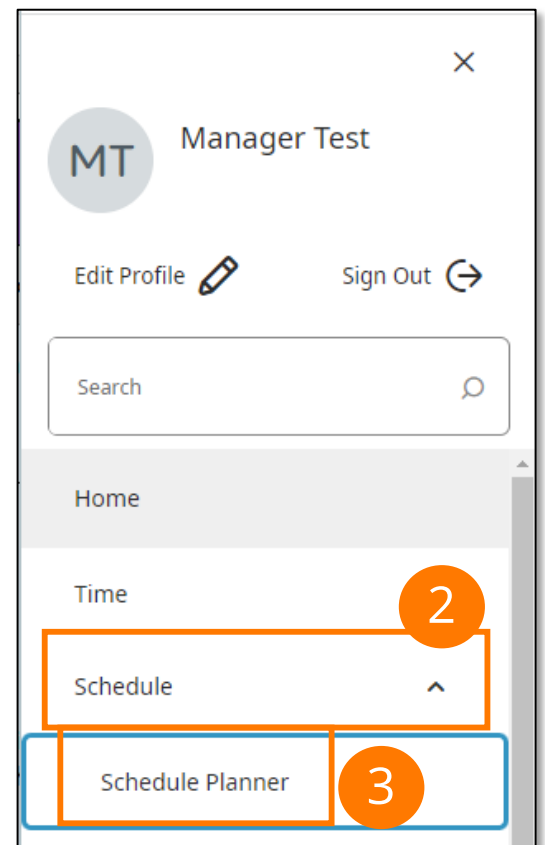 MT
Manager Test
Edit Profile
Sign Out
Search
Home
Time
2
Schedule
Schedule Planner
3